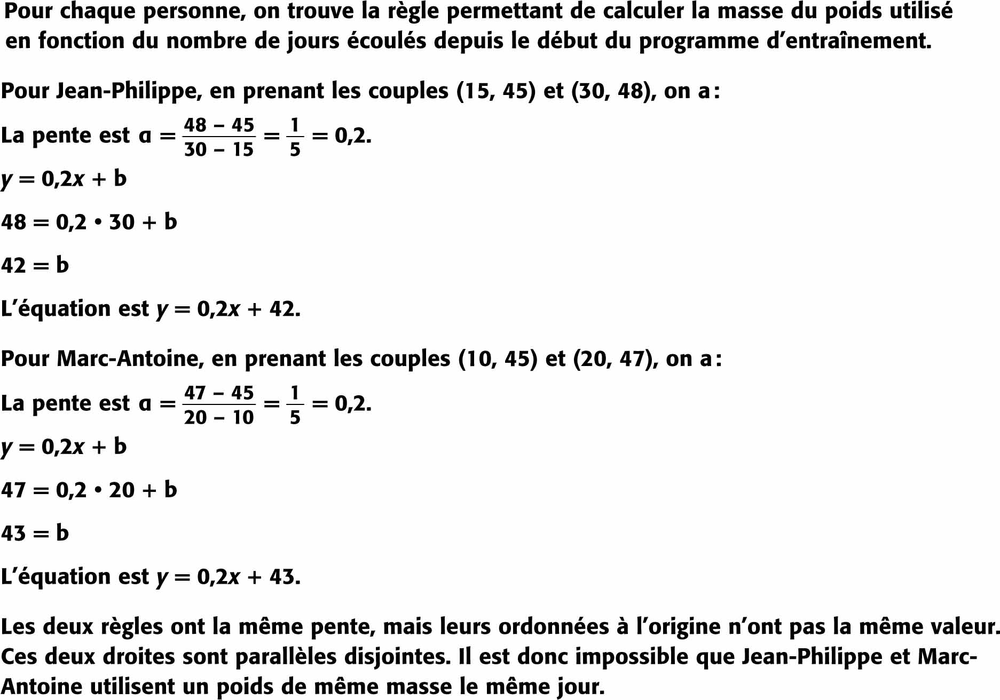 Pour chaque personne, on trouve la règle permettant de calculer la masse du poids utilisé
en fonction du nombre de jours écoulés depuis le début du programme d’entraînement.
Pour Jean-Philippe, en prenant les couples (15, 45) et (30, 48), on a :
La pente est a = \frac{48 – 45}{30 – 15} = \frac{1}{5} = 0,2.
y = 0,2x + b
48 = 0,2 • 30 + b
42 = b
L’équation est y = 0,2x + 42.
Pour Marc-Antoine, en prenant les couples (10, 45) et (20, 47), on a :
La pente est a = \frac{47 – 45}{20 – 10} = \frac{1}{5} = 0,2.
y = 0,2x + b
47 = 0,2 • 20 + b
43 = b
L’équation est y = 0,2x + 43.
Les deux règles ont la même pente, mais leurs ordonnées à l’origine n’ont pas la même valeur.
Ces deux droites sont parallèles disjointes. Il est donc impossible que Jean-Philippe et Marc-
Antoine utilisent un poids de même masse le même jour.